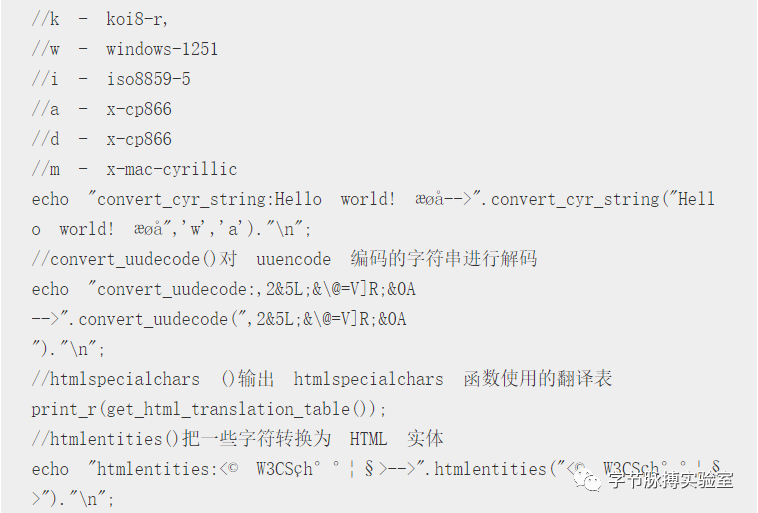 //k - koi8-r,
//w - windows-1251
//i - iso8859-5
//a - x-cp866
//d - x-cp866
//m - x-mac-cyrillic
echo "convert_cyr_string:Hello world! æøå-->".convert_cyr_string("Hell
o world! æøå",'w','a')."\n";
//convert_uudecode()对 uuencode 编码的字符串进行解码
echo "convert_uudecode:,2&5L;&\@=V]R;&0A
-->".convert_uudecode(",2&5L;&\@=V]R;&0A
")."\n";
//htmlspecialchars ()输出 htmlspecialchars 函数使用的翻译表
print_r(get_html_translation_table());
//htmlentities()把一些字符转换为 HTML 实体
echo "htmlentities:<© W3CSçh°°¦§>-->".htmlentities("<© W3CSçh°°¦§
>")."\n";
字节脉搏实验室